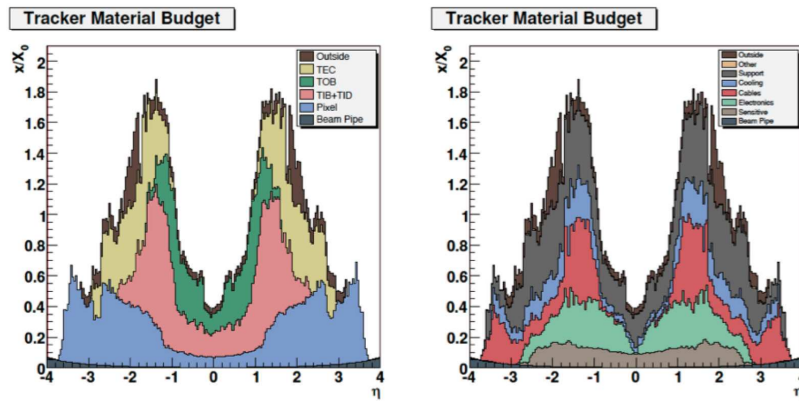 Tracker Material Budget
x/X0
2
1.8
1.6
1.4
1.2
1
0.8
0.6
0.4
0.2
0
-4 -3 -2 -1 0 1 2 3 4
η
Outside
TEC
TOB
TIB+TID
Pixel
Beam Pipe
Tracker Material Budget
x/X0
2
1.8
1.6
1.4
1.2
1
0.8
0.6
0.4
0.2
0
-4 -3 -2 -1 0 1 2 3 4
Outside
Other
Support
Cooling
Cables
Electronics
Sensitive
Beam Pipe